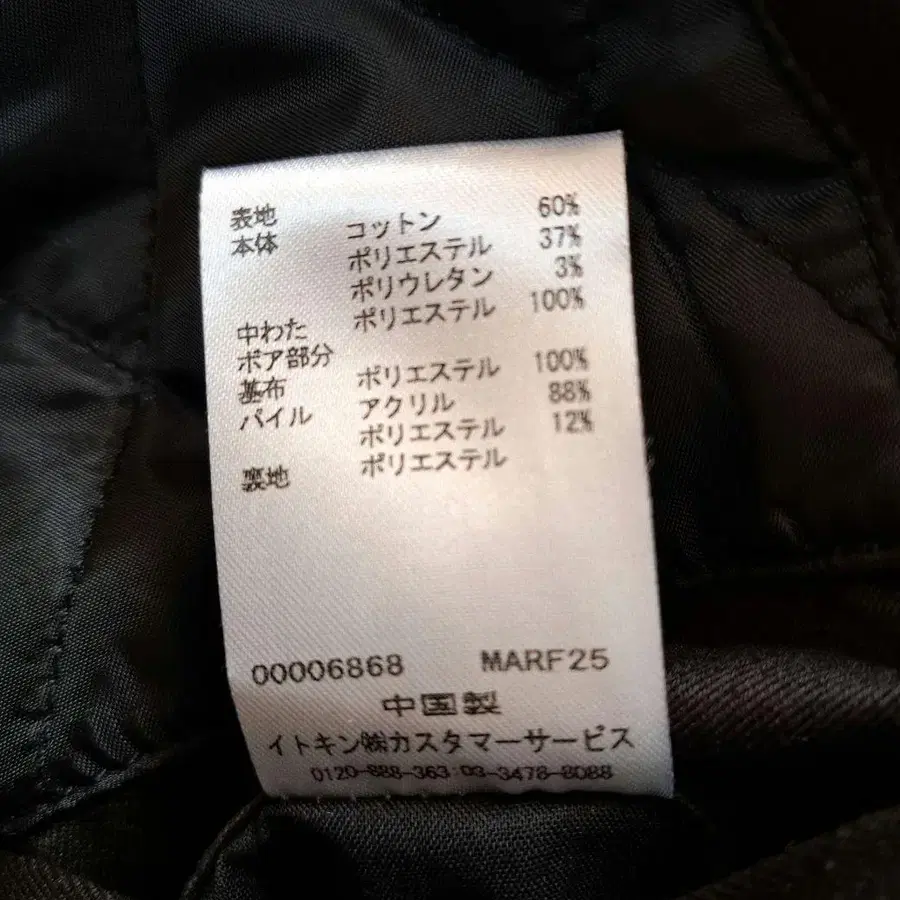 表地
本体 コットン 60%
ポリエステル 37%
ポリウレタン 3%
中わた ポリエステル 100%
ボア部分
基布 ポリエステル 100%
パイル アクリル 88%
ポリエステル 12%
裏地 ポリエステル
00006868 MARF25
中国製
イトキン㈱カスタマーサービス
0120-888-363 03-3478-8088